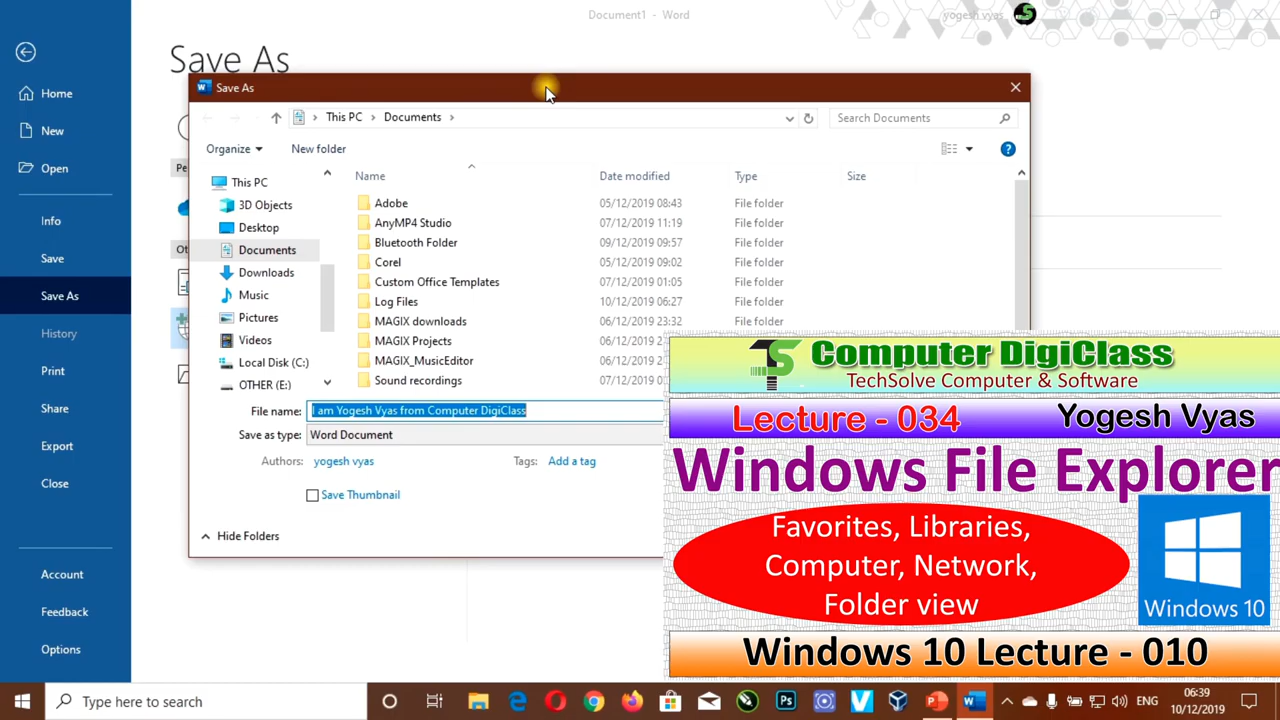 Document1 - Word
yogesh vyas
Save As
Home
New
Open
Info
Save
Save As
History
Print
Share
Export
Close
Account
Feedback
Options
Pe
Ot
Save As
This PC > Documents >
Search Documents
Organize
New folder
Name Date modified Type Size
This PC
3D Objects
Desktop
Documents
Downloads
Music
Pictures
Videos
Local Disk (C:)
OTHER (E:)
Adobe 05/12/2019 08:43 File folder
AnyMP4 Studio 07/12/2019 11:19 File folder
Bluetooth Folder 09/12/2019 09:57 File folder
Corel 05/12/2019 09:02 File folder
Custom Office Templates 07/12/2019 01:05 File folder
Log Files 10/12/2019 06:27 File folder
MAGIX downloads 06/12/2019 23:32 File folder
MAGIX Projects 06/12/2019 2
MAGIX_MusicEditor 06/12/2019 2
Sound recordings 07/12/2019 0
File name: I am Yogesh Vyas from Computer DigiClass
Save as type: Word Document
Authors: yogesh vyas Tags: Add a tag
Save Thumbnail
Hide Folders
TS Computer DigiClass
TechSolve Computer & Software
Lecture - 034 Yogesh Vyas
Windows File Explorer
Favorites, Libraries,
Computer, Network,
Folder view
Windows 10
Windows 10 Lecture - 010
Type here to search
Ps
ENG
06:39
10/12/2019